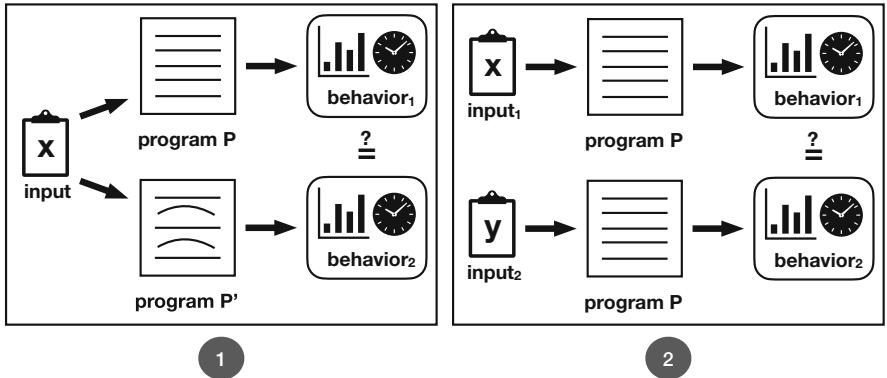 x
input
program P
behavior₁
?
=
program P’
behavior₂
1
x
input₁
program P
behavior₁
?
=
y
input₂
program P
behavior₂
2